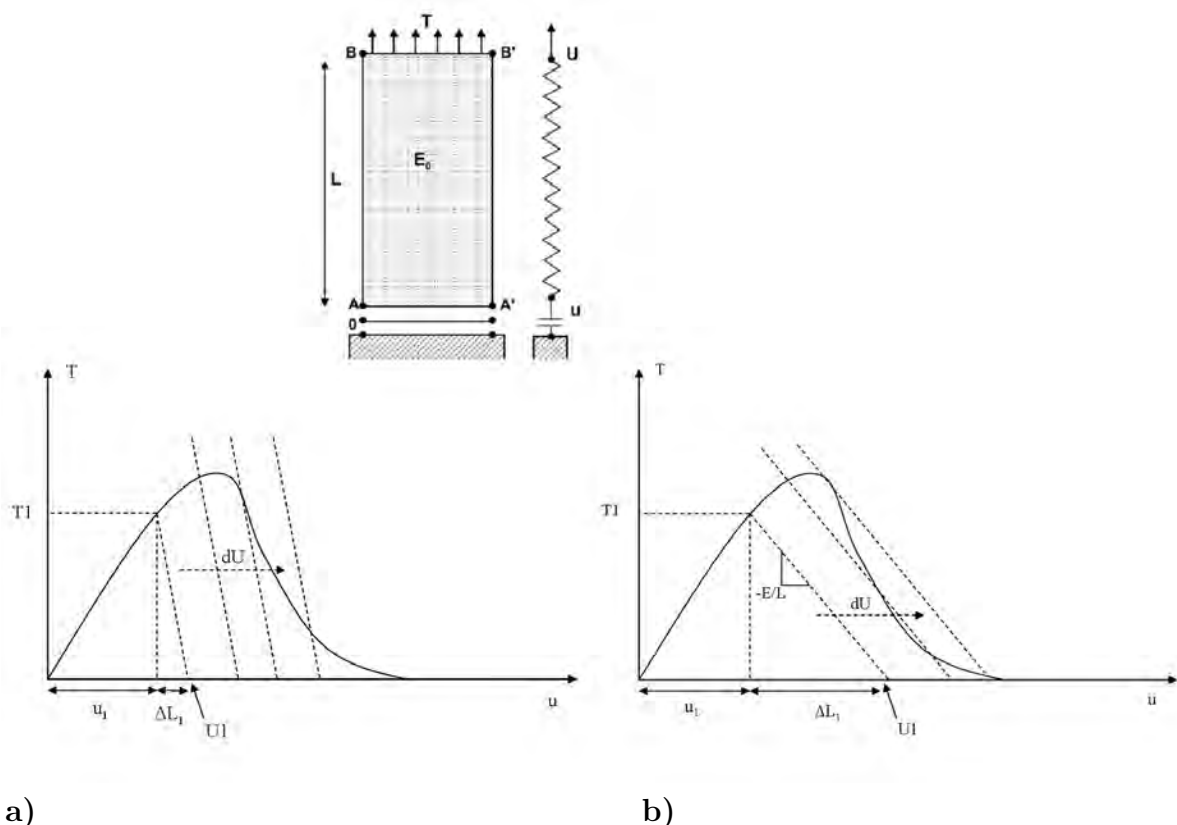 T
B B' U
L E₀
A A' u
0
T
T1
dU
u₁ ΔL₁ u
U1
T
T1
-E/L
dU
u₁ ΔL₁ u
U1
a) b)